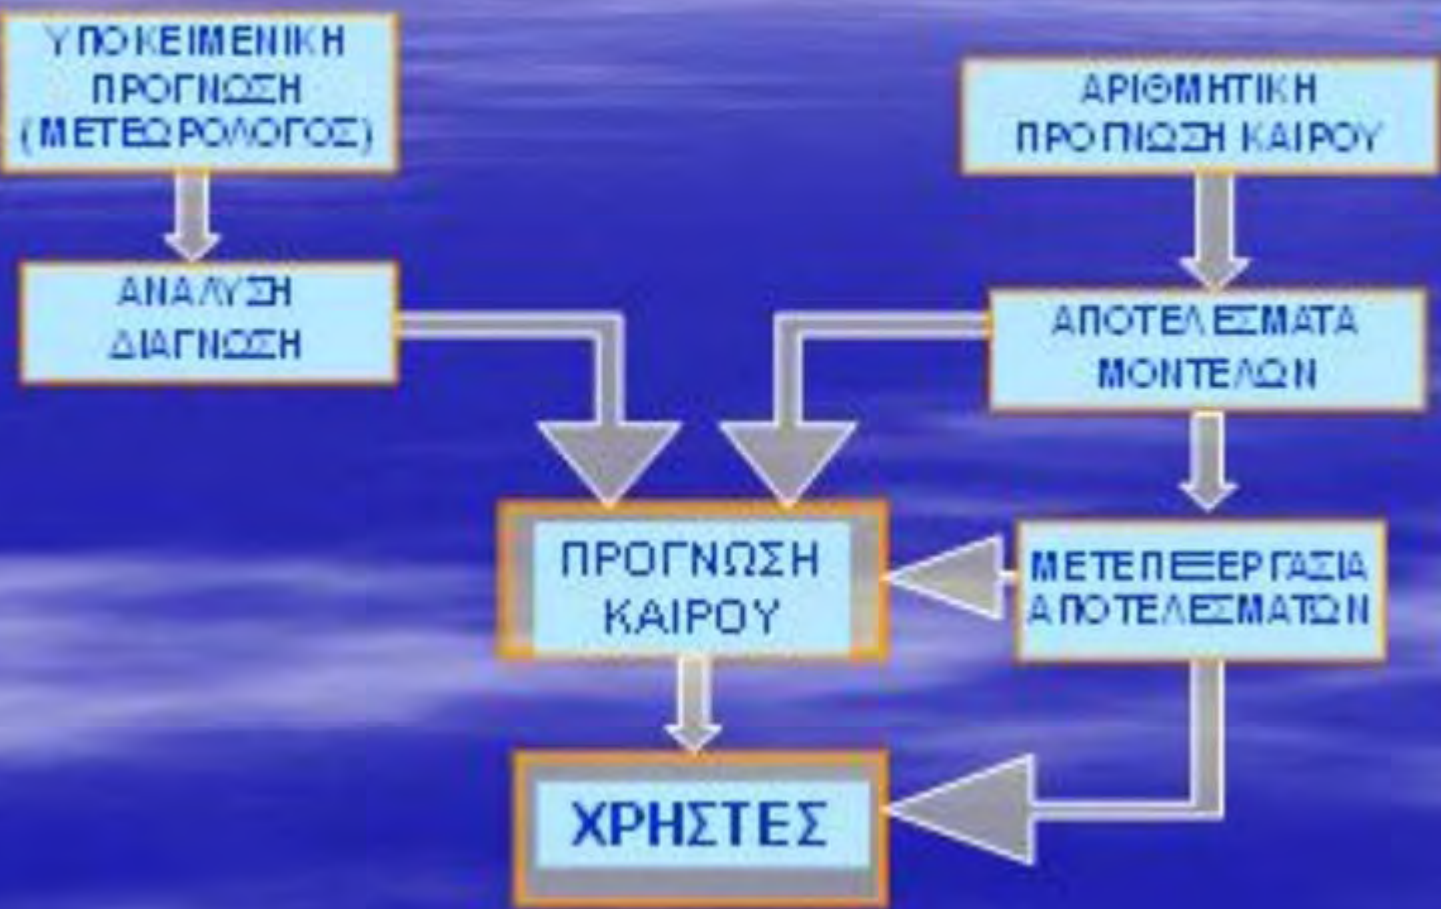 ΥΠΟΚΕΙΜΕΝΙΚΗ
ΠΡΟΓΝΩΣΗ
(ΜΕΤΕΩΡΟΛΟΓΟΣ)
ΑΡΙΘΜΗΤΙΚΗ
ΠΡΟΓΝΩΣΗ ΚΑΙΡΟΥ
ΑΝΑΛΥΣΗ
ΔΙΑΓΝΩΣΗ
ΑΠΟΤΕΛΕΣΜΑΤΑ
ΜΟΝΤΕΛΩΝ
ΠΡΟΓΝΩΣΗ
ΚΑΙΡΟΥ
ΜΕΤΕΠΕΞΕΡΓΑΣΙΑ
ΑΠΟΤΕΛΕΣΜΑΤΩΝ
ΧΡΗΣΤΕΣ